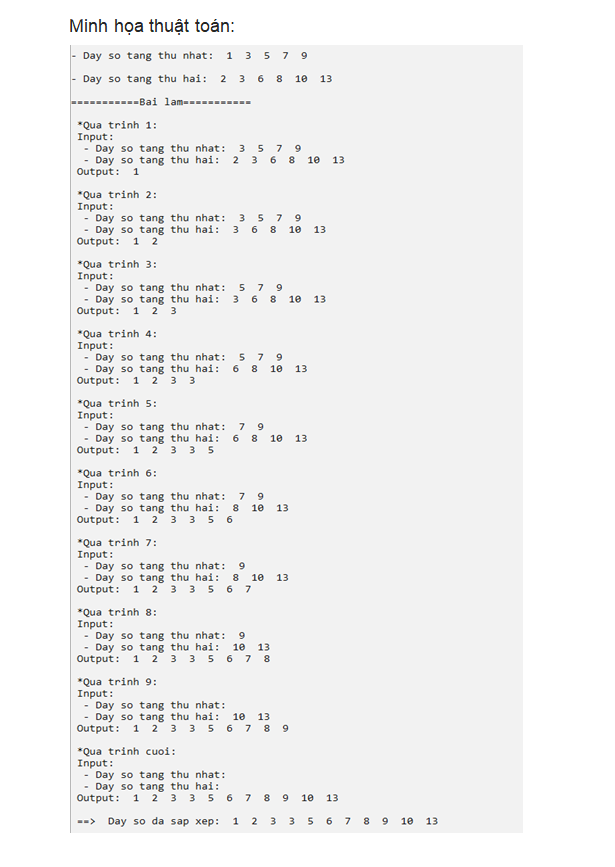 Minh họa thuật toán:
- Day so tang thu nhat: 1 3 5 7 9
- Day so tang thu hai: 2 3 6 8 10 13
===========Bai lam===========
*Qua trinh 1:
Input:
- Day so tang thu nhat: 3 5 7 9
- Day so tang thu hai: 2 3 6 8 10 13
Output: 1
*Qua trinh 2:
Input:
- Day so tang thu nhat: 3 5 7 9
- Day so tang thu hai: 3 6 8 10 13
Output: 1 2
*Qua trinh 3:
Input:
- Day so tang thu nhat: 5 7 9
- Day so tang thu hai: 3 6 8 10 13
Output: 1 2 3
*Qua trinh 4:
Input:
- Day so tang thu nhat: 5 7 9
- Day so tang thu hai: 6 8 10 13
Output: 1 2 3 3
*Qua trinh 5:
Input:
- Day so tang thu nhat: 7 9
- Day so tang thu hai: 6 8 10 13
Output: 1 2 3 3 5
*Qua trinh 6:
Input:
- Day so tang thu nhat: 7 9
- Day so tang thu hai: 8 10 13
Output: 1 2 3 3 5 6
*Qua trinh 7:
Input:
- Day so tang thu nhat: 9
- Day so tang thu hai: 8 10 13
Output: 1 2 3 3 5 6 7
*Qua trinh 8:
Input:
- Day so tang thu nhat: 9
- Day so tang thu hai: 10 13
Output: 1 2 3 3 5 6 7 8
*Qua trinh 9:
Input:
- Day so tang thu nhat:
- Day so tang thu hai: 10 13
Output: 1 2 3 3 5 6 7 8 9
*Qua trinh cuoi:
Input:
- Day so tang thu nhat:
- Day so tang thu hai:
Output: 1 2 3 3 5 6 7 8 9 10 13
==> Day so da sap xep: 1 2 3 3 5 6 7 8 9 10 13